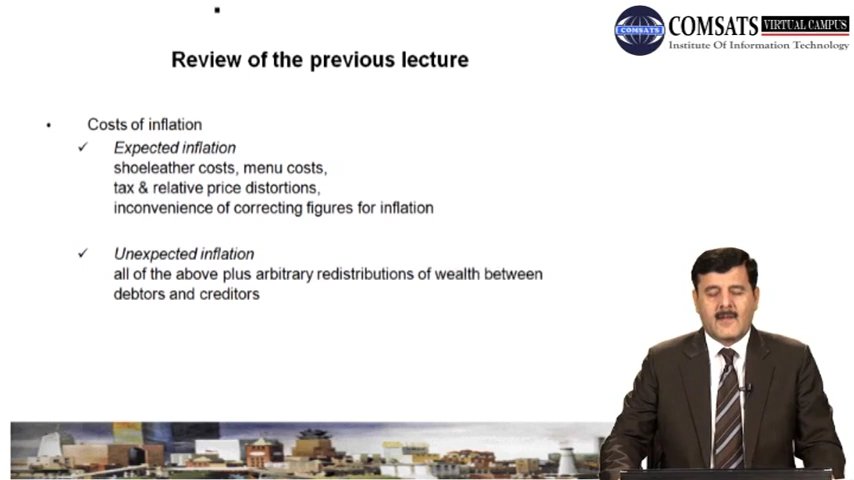 COMSATS
COMSATS VIRTUAL CAMPUS
Institute Of Information Technology
Review of the previous lecture
• Costs of inflation
✓ Expected inflation
shoeleather costs, menu costs,
tax & relative price distortions,
inconvenience of correcting figures for inflation
✓ Unexpected inflation
all of the above plus arbitrary redistributions of wealth between
debtors and creditors